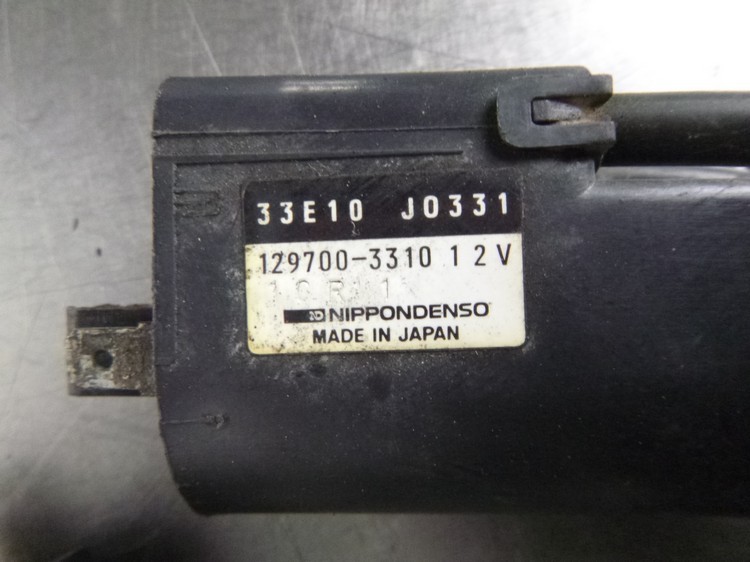 33E10 J0331
129700-3310 12V
NIPPONDENSO
MADE IN JAPAN